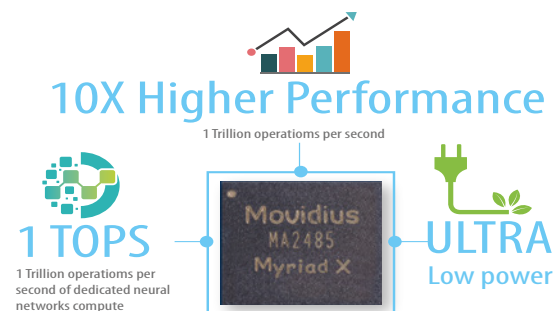 10X Higher Performance
1 Trillion operatioms per second
1 TOPS
1 Trillion operatioms per
second of dedicated neural
networks compute
Movidius
MA2485
Myriad X
ULTRA
Low power